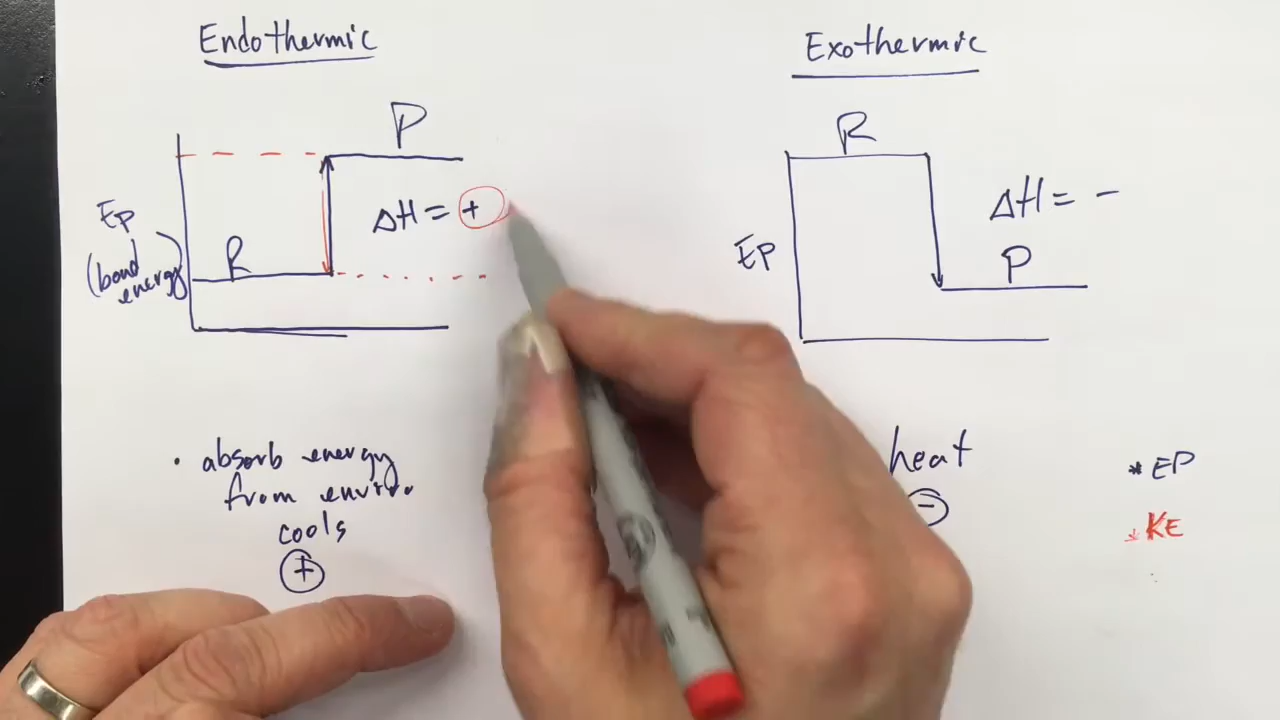 Endothermic
P
ΔH = +
Ep
(bond energy)
R
• absorb energy
from enviro.
cools
+
Exothermic
R
ΔH = -
Ep
P
heat
-
* EP
* KE